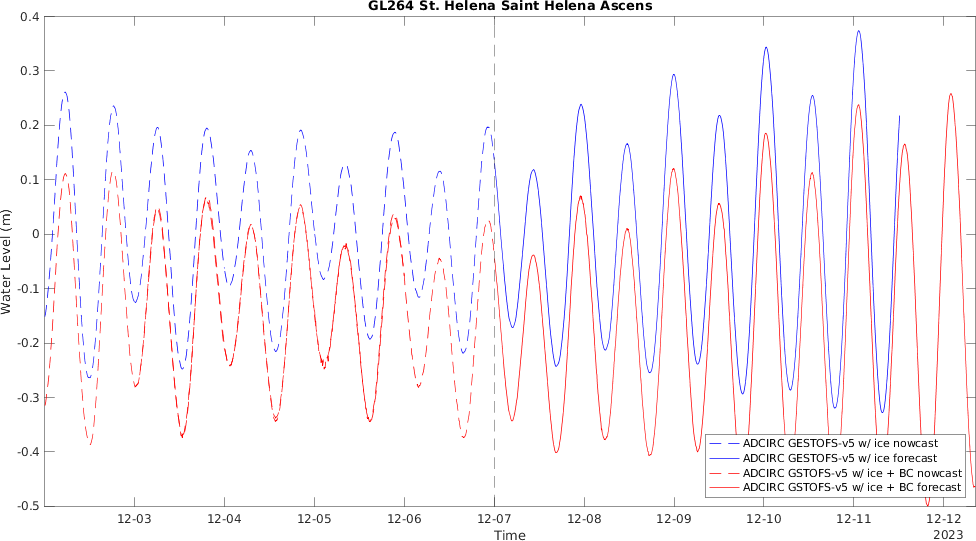 GL264 St. Helena Saint Helena Ascens
0.4
0.3
0.2
0.1
0
-0.1
-0.2
-0.3
-0.4
-0.5
Water Level (m)
12-03 12-04 12-05 12-06 12-07 12-08 12-09 12-10 12-11 12-12
2023
Time
ADCIRC GESTOFS-v5 w/ ice nowcast
ADCIRC GESTOFS-v5 w/ ice forecast
ADCIRC GSTOFS-v5 w/ ice + BC nowcast
ADCIRC GSTOFS-v5 w/ ice + BC forecast